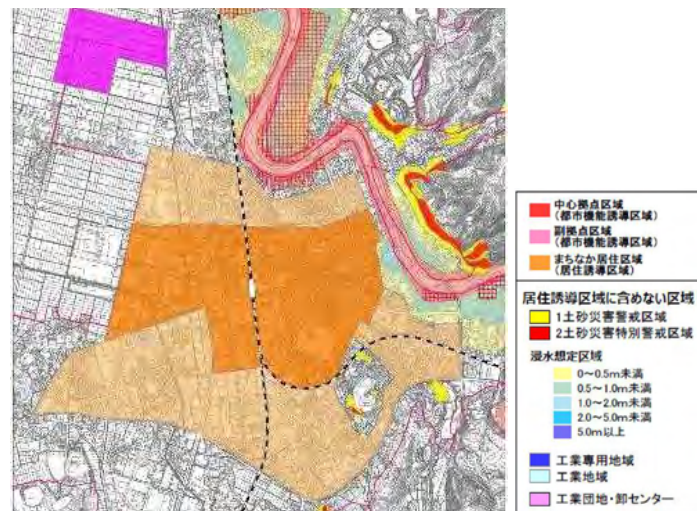 中心拠点区域
(都市機能誘導区域)
副拠点区域
(都市機能誘導区域)
まちなか居住区域
(居住誘導区域)
居住誘導区域に含めない区域
1土砂災害警戒区域
2土砂災害特別警戒区域
浸水想定区域
0～0.5m未満
0.5～1.0m未満
1.0～2.0m未満
2.0～5.0m未満
5.0m以上
工業専用地域
工業地域
工業団地・卸センター